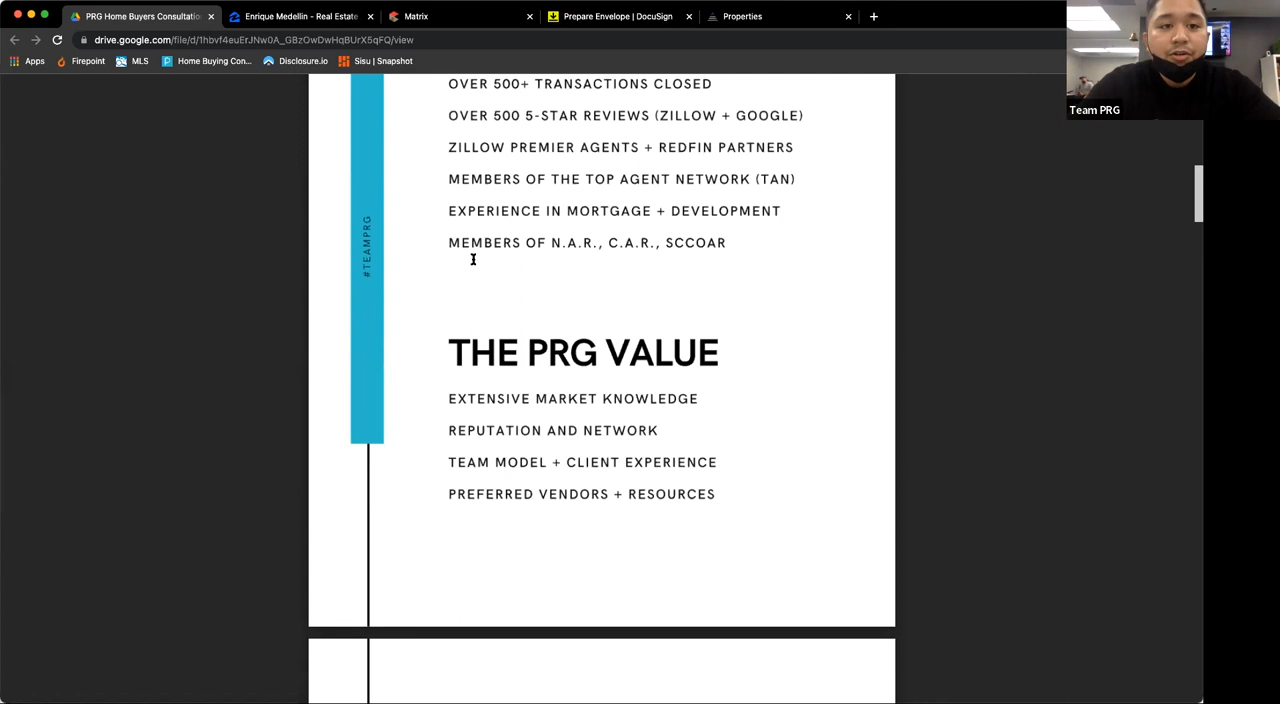 PRG Home Buyers Consultatio
Enrique Medellin - Real Estate
Matrix
Prepare Envelope | DocuSign
Properties
drive.google.com/file/d/1hbvf4euErJNw0A_GBzOwDwHqBUrX5qFQ/view
Apps
Firepoint
MLS
Home Buying Con...
Disclosure.io
Sisu | Snapshot
Team PRG
OVER 500+ TRANSACTIONS CLOSED
OVER 500 5-STAR REVIEWS (ZILLOW + GOOGLE)
ZILLOW PREMIER AGENTS + REDFIN PARTNERS
MEMBERS OF THE TOP AGENT NETWORK (TAN)
EXPERIENCE IN MORTGAGE + DEVELOPMENT
MEMBERS OF N.A.R., C.A.R., SCCOAR
#TEAMPRG
THE PRG VALUE
EXTENSIVE MARKET KNOWLEDGE
REPUTATION AND NETWORK
TEAM MODEL + CLIENT EXPERIENCE
PREFERRED VENDORS + RESOURCES